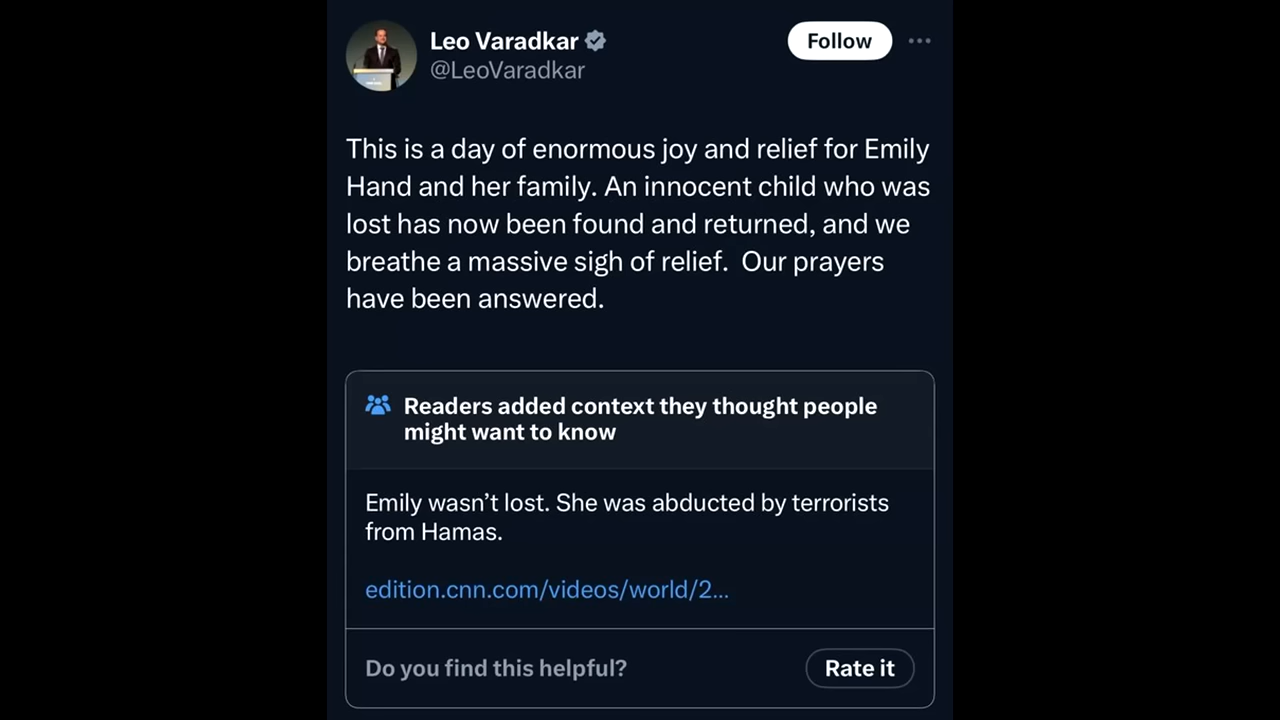 Leo Varadkar
@LeoVaradkar
Follow
This is a day of enormous joy and relief for Emily
Hand and her family. An innocent child who was
lost has now been found and returned, and we
breathe a massive sigh of relief.  Our prayers
have been answered.
Readers added context they thought people
might want to know
Emily wasn’t lost. She was abducted by terrorists
from Hamas.
edition.cnn.com/videos/world/2...
Do you find this helpful?
Rate it